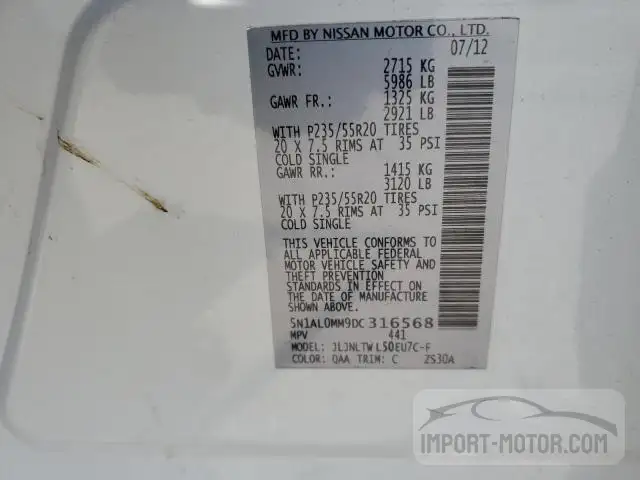 MFD BY NISSAN MOTOR CO., LTD.
DATE: 07/12
GVWR: 2715 KG
5986 LB
GAWR FR.: 1325 KG
2921 LB
WITH P235/55R20 TIRES
20 X 7.5 RIMS AT 35 PSI
COLD SINGLE
GAWR RR.: 1415 KG
3120 LB
WITH P235/55R20 TIRES
20 X 7.5 RIMS AT 35 PSI
COLD SINGLE
THIS VEHICLE CONFORMS TO
ALL APPLICABLE FEDERAL
MOTOR VEHICLE SAFETY AND
THEFT PREVENTION
STANDARDS IN EFFECT ON
THE DATE OF MANUFACTURE
SHOWN ABOVE.
5N1AL0MM9DC316568
MPV 441
MODEL: JLJNLTWL50EU7C-F
COLOR: QAA TRIM: C ZS30A
IMPORT-MOTOR.COM